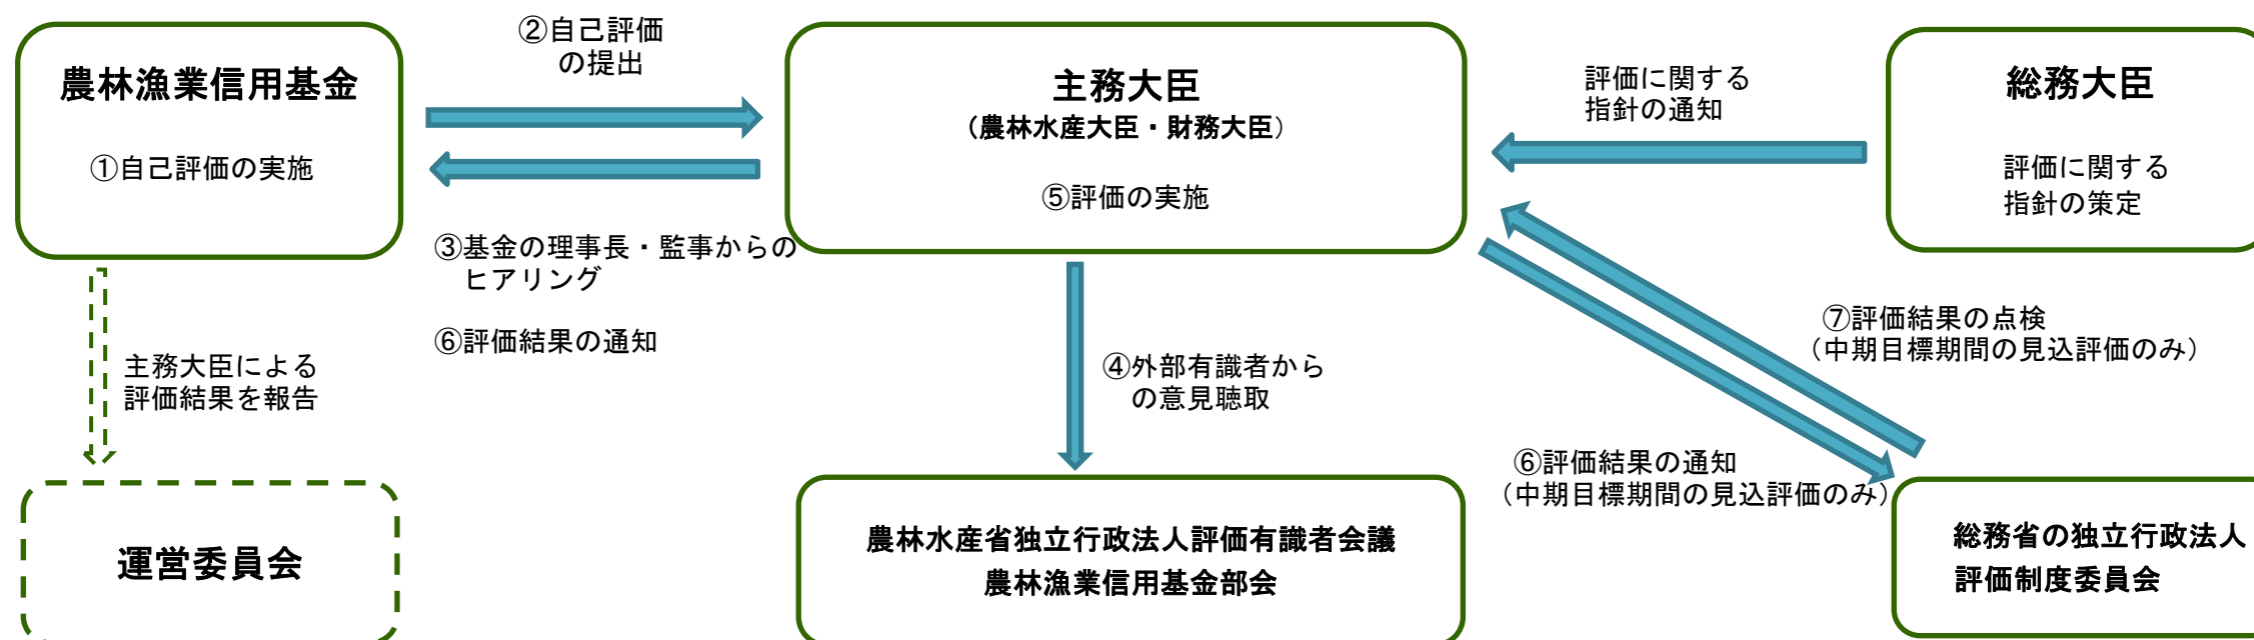 農林漁業信用基金
①自己評価の実施
②自己評価
の提出
主務大臣
（農林水産大臣・財務大臣）
⑤評価の実施
評価に関する
指針の通知
総務大臣
評価に関する
指針の策定
③基金の理事長・監事からの
ヒアリング
⑥評価結果の通知
主務大臣による
評価結果を報告
④外部有識者から
の意見聴取
⑦評価結果の点検
（中期目標期間の見込評価のみ）
⑥評価結果の通知
（中期目標期間の見込評価のみ）
運営委員会
農林水産省独立行政法人評価有識者会議
農林漁業信用基金部会
総務省の独立行政法人
評価制度委員会